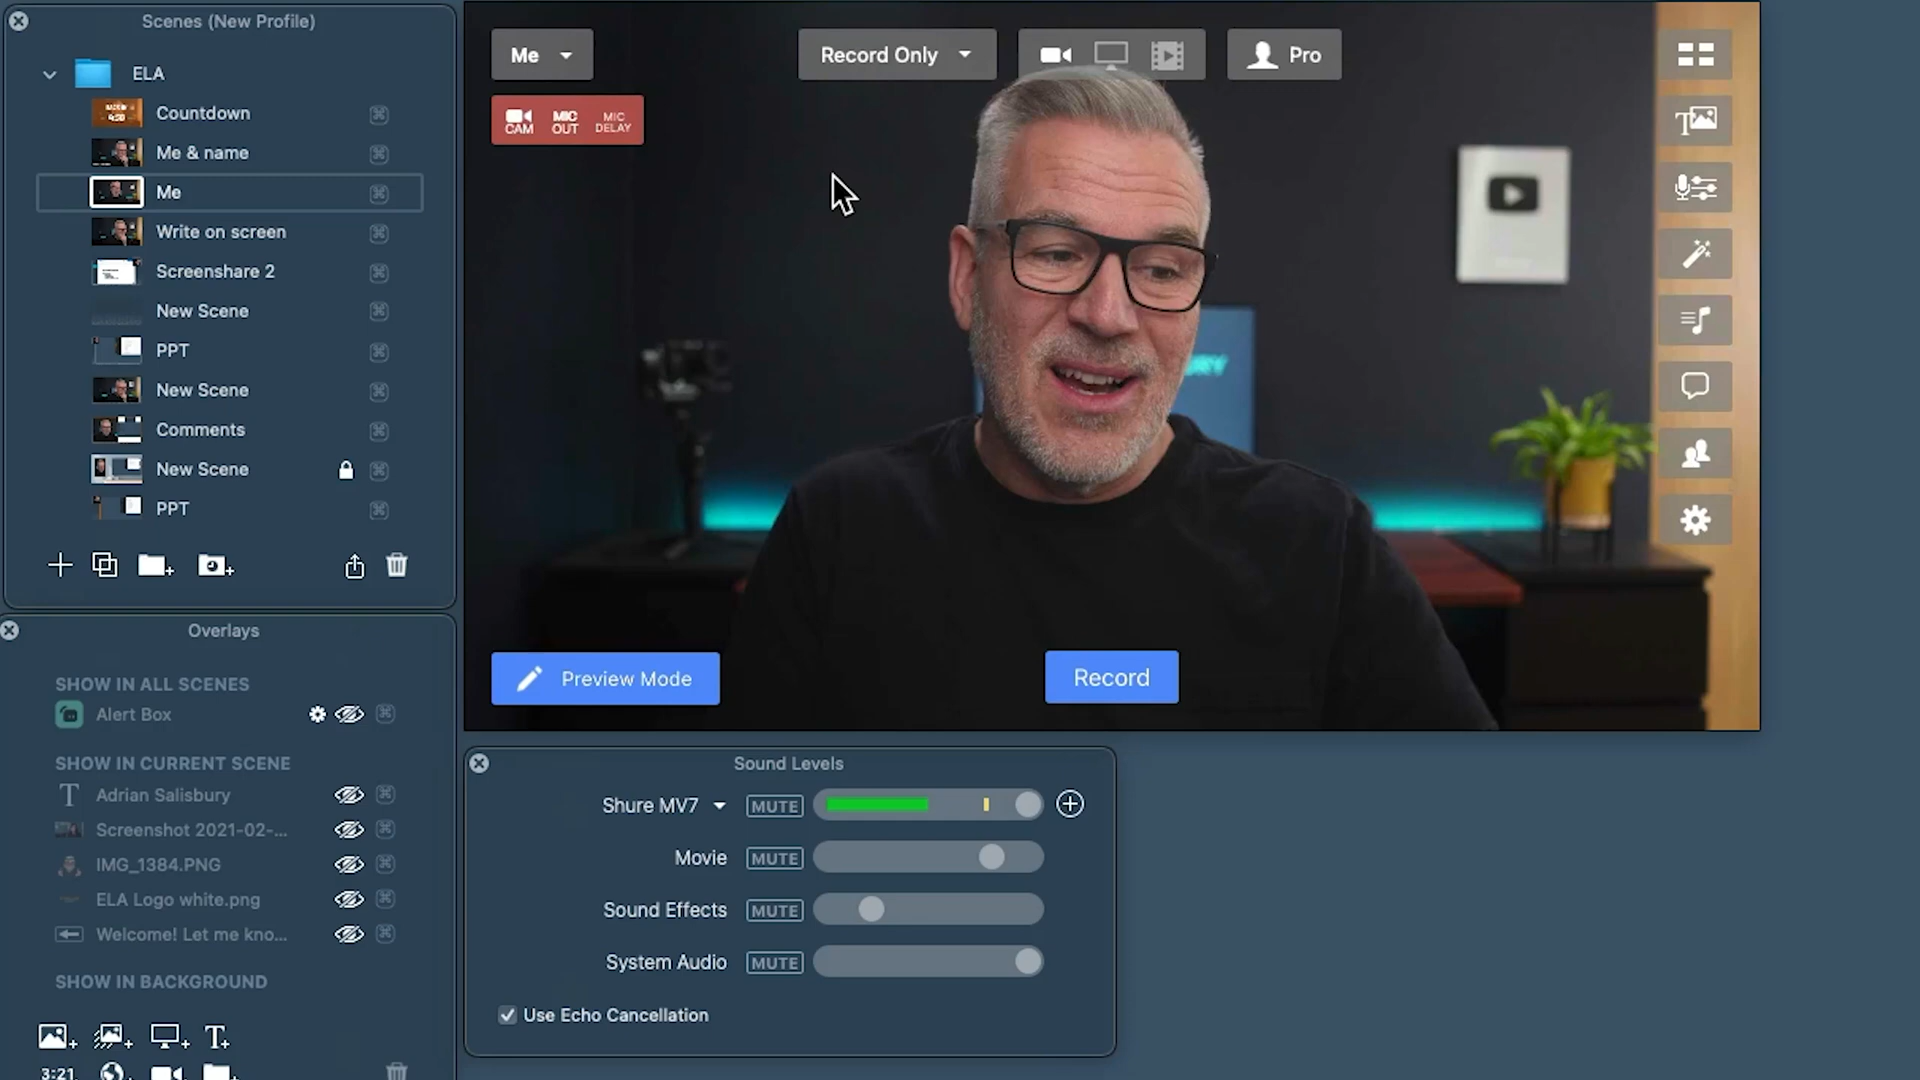 Scenes (New Profile)
ELA
Countdown
Me & name
Me
Write on screen
Screenshare 2
New Scene
PPT
New Scene
Comments
New Scene
PPT
Overlays
SHOW IN ALL SCENES
Alert Box
SHOW IN CURRENT SCENE
Adrian Salisbury
Screenshot 2021-02-...
IMG_1384.PNG
ELA Logo white.png
Welcome! Let me kno...
SHOW IN BACKGROUND
3:21
Me
Record Only
Pro
CAM
MIC OUT
MIC DELAY
Preview Mode
Record
Sound Levels
Shure MV7 MUTE
Movie MUTE
Sound Effects MUTE
System Audio MUTE
Use Echo Cancellation